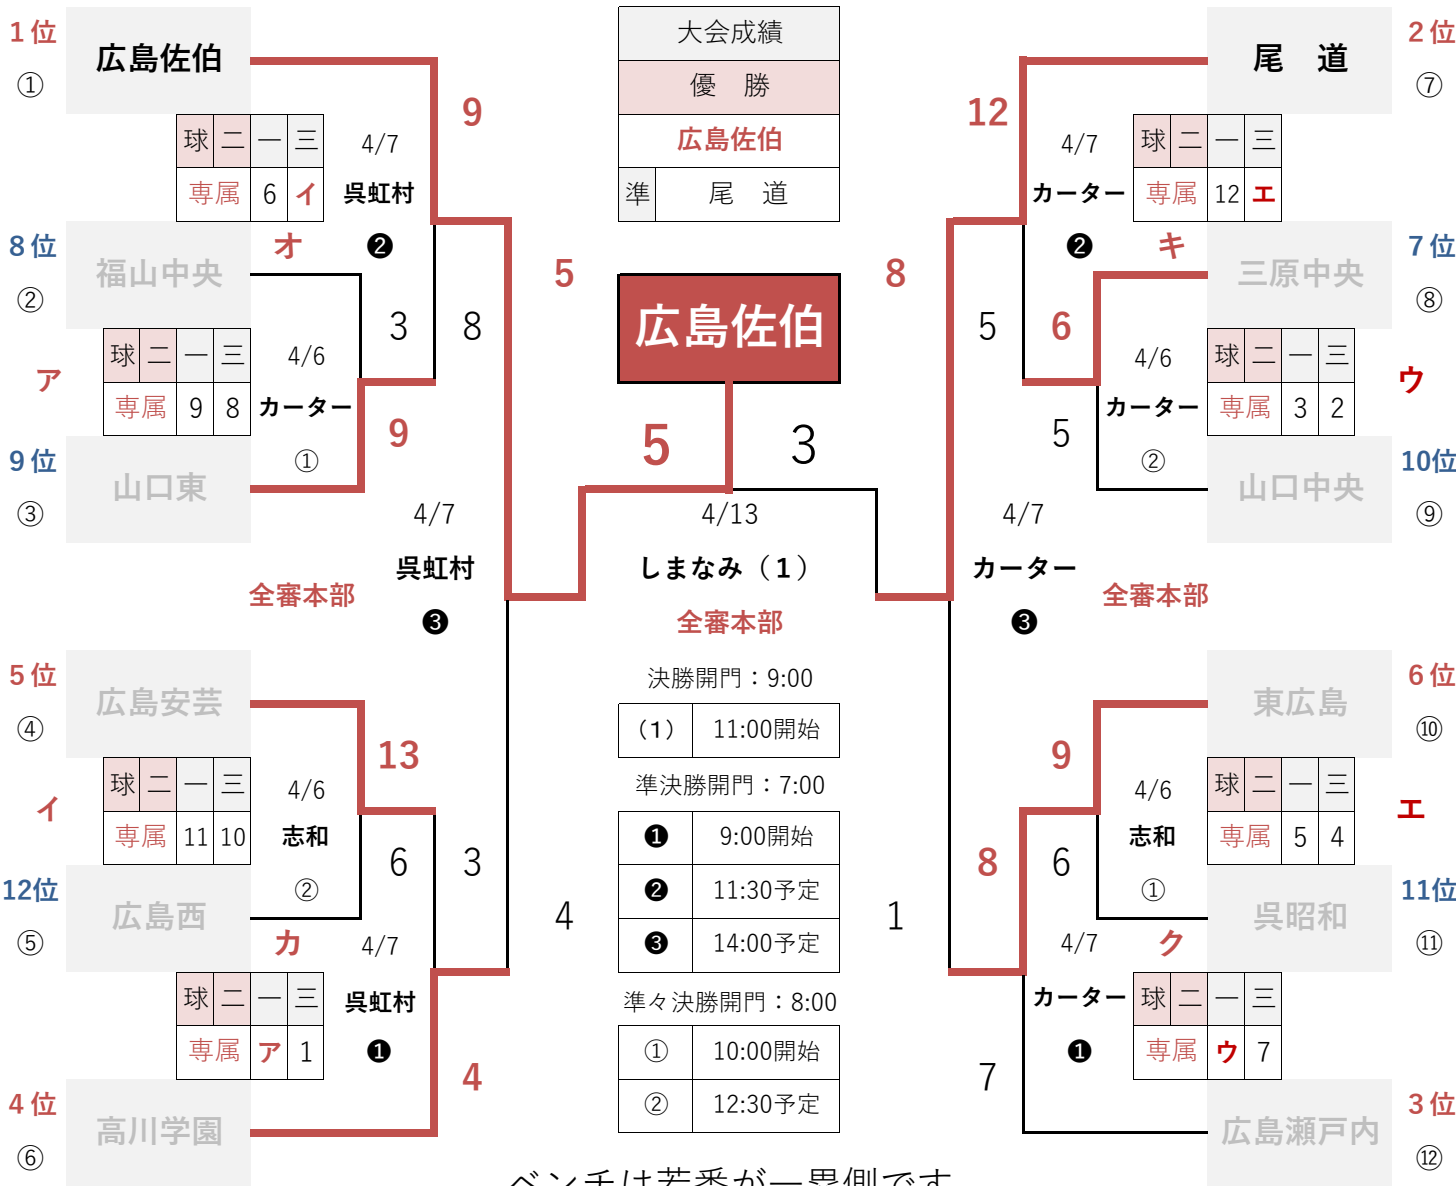 1位
①
広島佐伯
球 二 一 三
専属 6 イ
4/7
呉虹村
❷
9
オ
8位
②
福山中央
3
8
球 二 一 三
専属 9 8
4/6
カーター
①
ア
9
9位
③
山口東
5
4/7
呉虹村
❸
全審本部
5位
④
広島安芸
13
球 二 一 三
専属 11 10
4/6
志和
②
イ
6
3
12位
⑤
広島西
カ
4
4/7
呉虹村
❶
球 二 一 三
専属 ア 1
4
4位
⑥
高川学園
大会成績
優 勝
広島佐伯
準 尾 道
広島佐伯
5 3
4/13
しまなみ（１）
全審本部
決勝開門：9:00
（1） 11:00開始
準決勝開門：7:00
❶ 9:00開始
❷ 11:30予定
❸ 14:00予定
準々決勝開門：8:00
① 10:00開始
② 12:30予定
2位
⑦
尾 道
12
4/7
カーター
❷
球 二 一 三
専属 12 エ
キ
8
7位
⑧
三原中央
5
6
4/6
カーター
②
球 二 一 三
専属 3 2
ウ
5
10位
⑨
山口中央
4/7
カーター
❸
全審本部
6位
⑩
東広島
9
4/6
志和
①
球 二 一 三
専属 5 4
エ
8
6
1
11位
⑪
呉昭和
4/7
カーター
❶
ク
球 二 一 三
専属 ウ 7
7
3位
⑫
広島瀬戸内
ベンチは若番が一塁側です